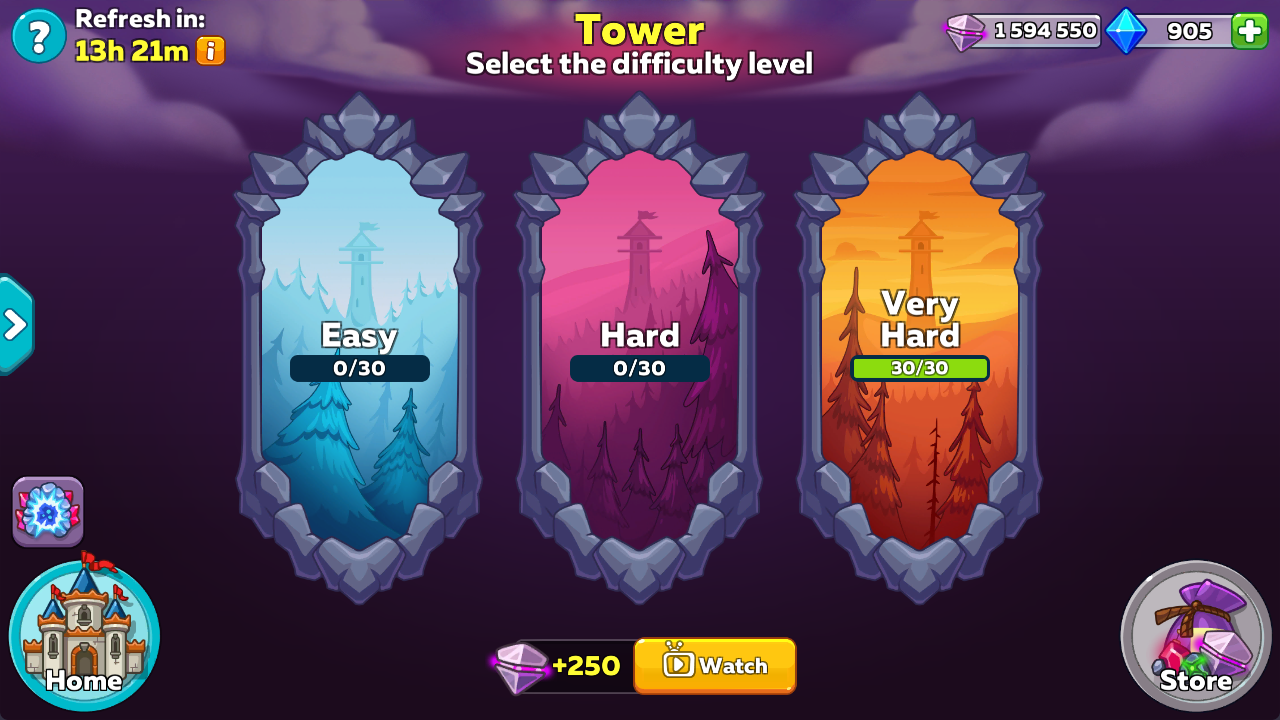 ?
Refresh in:
13h 21m
i
Tower
Select the difficulty level
1 594 550
905
Easy
0/30
Hard
0/30
Very
Hard
30/30
Home
+250
Watch
Store